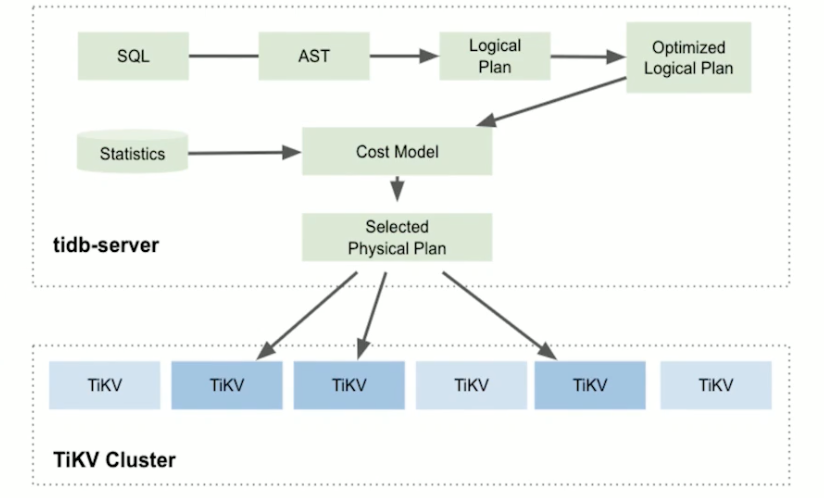 SQL
AST
Logical
Plan
Optimized
Logical Plan
Statistics
Cost Model
Selected
Physical Plan
tidb-server
TiKV
TiKV
TiKV
TiKV
TiKV
TiKV
TiKV Cluster